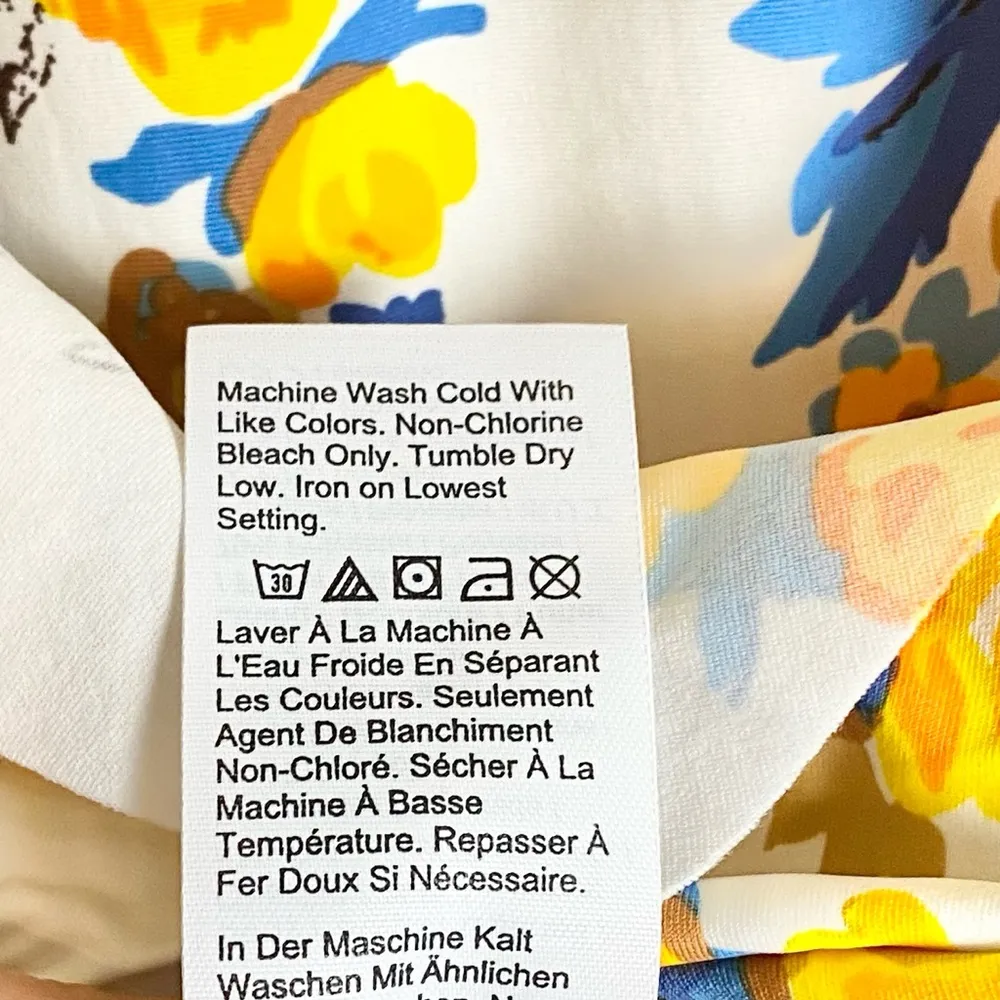 Machine Wash Cold With
Like Colors. Non-Chlorine
Bleach Only. Tumble Dry
Low. Iron on Lowest
Setting.
30
Laver À La Machine À
L'Eau Froide En Séparant
Les Couleurs. Seulement
Agent De Blanchiment
Non-Chloré. Sécher À La
Machine À Basse
Température. Repasser À
Fer Doux Si Nécessaire.
In Der Maschine Kalt
Waschen Mit Ähnlichen